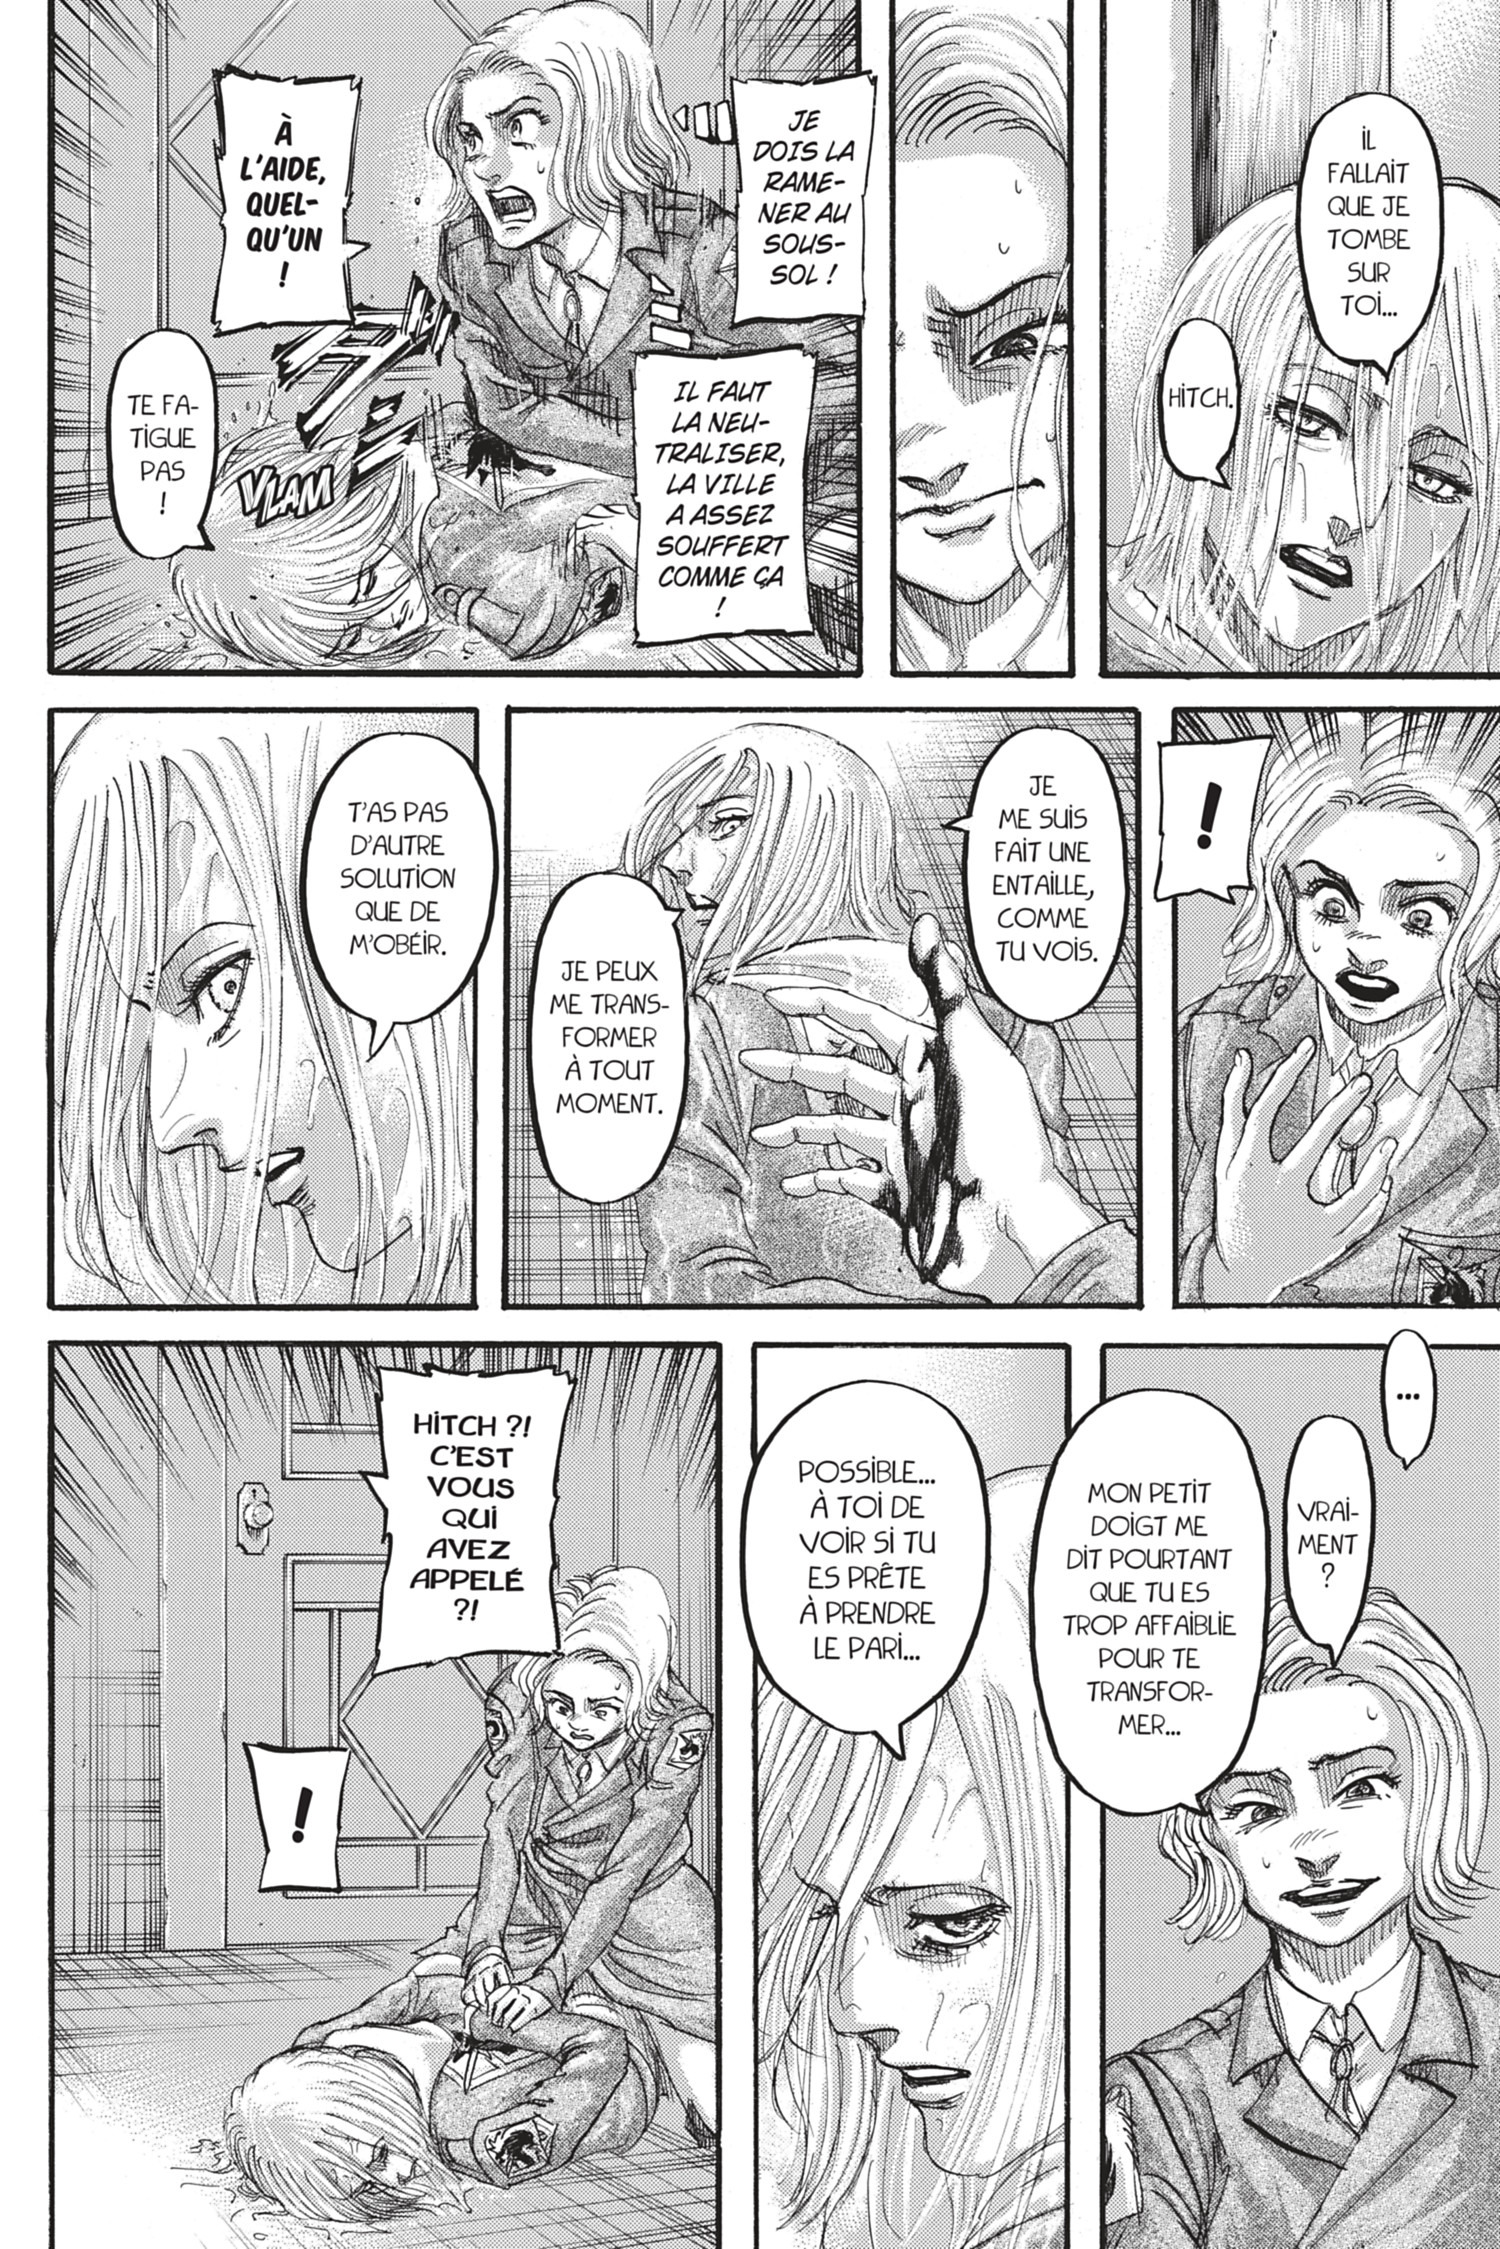 IL
FALLAIT
QUE JE
TOMBE
SUR
TOI...
HITCH.
JE
DOIS LA
RAME-
NER AU
SOUS-
SOL !
IL FAUT
LA NEU-
TRALISER,
LA VILLE
A ASSEZ
SOUFFERT
COMME ÇA
!
À
L'AIDE,
QUEL-
QU'UN
!
VLAM
TE FA-
TIGUE
PAS
!
!
JE
ME SUIS
FAIT UNE
ENTAILLE,
COMME
TU VOIS.
JE PEUX
ME TRANS-
FORMER
À TOUT
MOMENT.
T'AS PAS
D'AUTRE
SOLUTION
QUE DE
M'OBÉIR.
...
VRAI-
MENT
?
MON PETIT
DOIGT ME
DIT POURTANT
QUE TU ES
TROP AFFAIBLIE
POUR TE
TRANSFOR-
MER...
POSSIBLE...
À TOI DE
VOIR SI TU
ES PRÊTE
À PRENDRE
LE PARI...
HITCH ?!
C'EST
VOUS
QUI
AVEZ
APPELÉ
?!
!